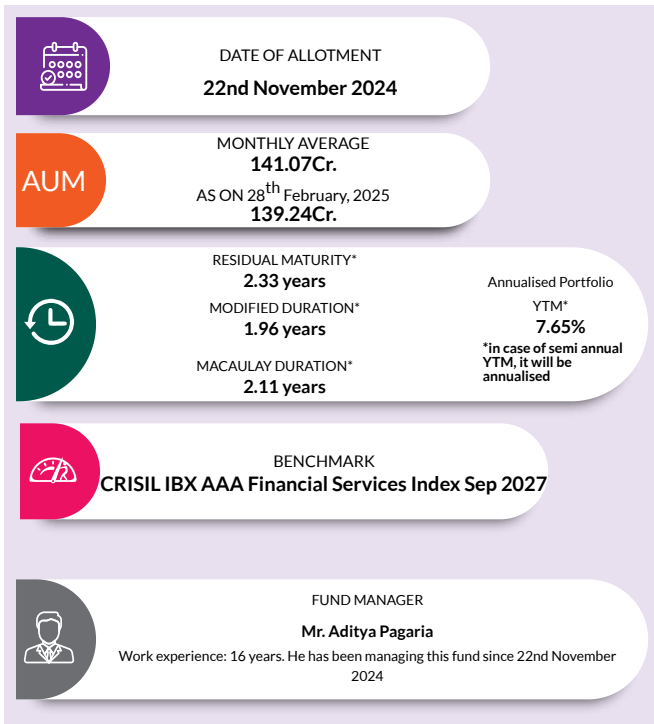 DATE OF ALLOTMENT
22nd November 2024
AUM
MONTHLY AVERAGE
141.07Cr.
AS ON 28th February, 2025
139.24Cr.
RESIDUAL MATURITY*
2.33 years
MODIFIED DURATION*
1.96 years
MACAULAY DURATION*
2.11 years
Annualised Portfolio
YTM*
7.65%
*in case of semi annual
YTM, it will be
annualised
BENCHMARK
CRISIL IBX AAA Financial Services Index Sep 2027
FUND MANAGER
Mr. Aditya Pagaria
Work experience: 16 years. He has been managing this fund since 22nd November
2024